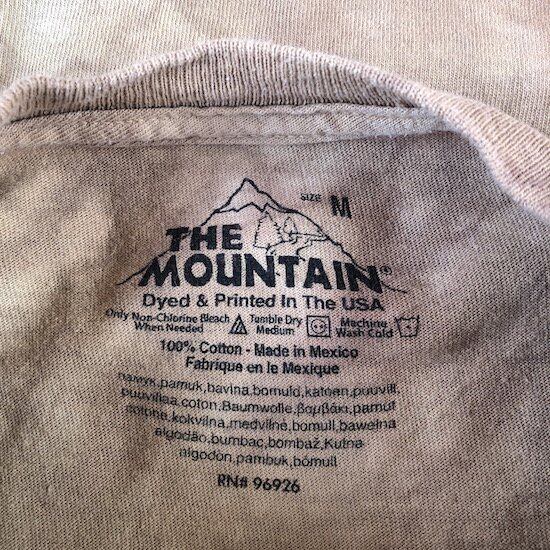 SIZE M
THE
MOUNTAIN®
Dyed & Printed In The USA
Only Non-Chlorine Bleach When Needed
Tumble Dry Medium
Machine Wash Cold
100% Cotton - Made in Mexico
Fabrique en le Mexique
памук,pamuk,bavlna,bomuld,katoen,puuvill,
puuvillaa,coton,Baumwolle,βαμβάκι,pamut
cotone,kokvilna,medvilnė,bomull,bawełna
algodão,bumbac,bombaž,Kutna
algodon,pambuk,bómull
RN# 96926